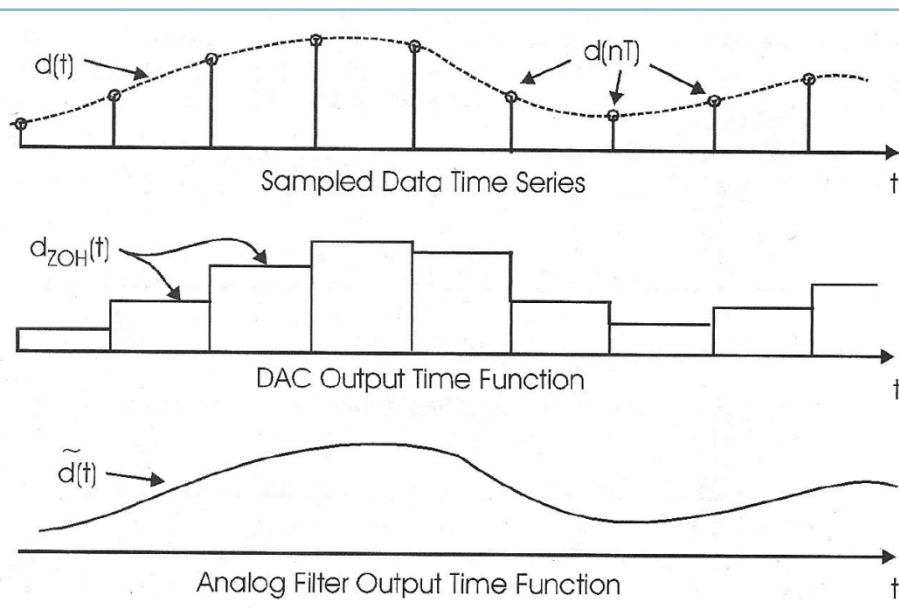 d(t)
d(nT)
Sampled Data Time Series
t
dZOH(t)
DAC Output Time Function
t
d̃(t)
Analog Filter Output Time Function
t